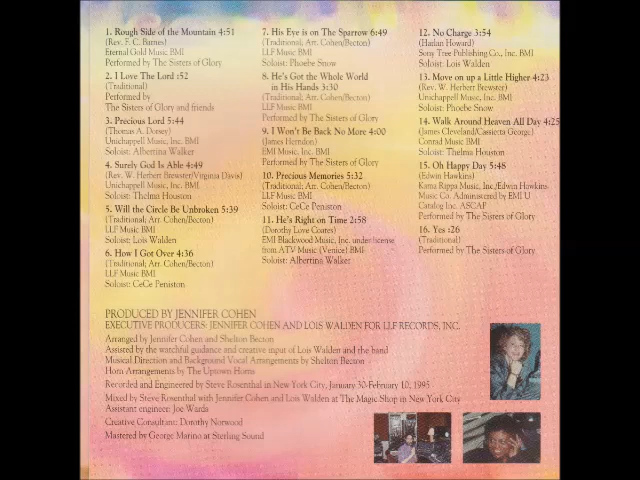 1. Rough Side of the Mountain 4:51
(Rev. F. C. Barnes)
Eternal Gold Music BMI
Performed by The Sisters of Glory
2. I Love The Lord :52
(Traditional)
Performed by
The Sisters of Glory and friends
3. Precious Lord 5:44
(Thomas A. Dorsey)
Unichappell Music, Inc. BMI
Soloist: Albertina Walker
4. Surely God Is Able 4:49
(Rev. W. Herbert Brewster/Virginia Davis)
Unichappell Music, Inc. BMI
Soloist: Thelma Houston
5. Will the Circle Be Unbroken 5:39
(Traditional; Arr. Cohen/Becton)
LLF Music BMI
Soloist: Lois Walden
6. How I Got Over 4:36
(Traditional; Arr. Cohen/Becton)
LLF Music BMI
Soloist: CeCe Peniston
7. His Eye is on The Sparrow 6:49
(Traditional; Arr. Cohen/Becton)
LLF Music BMI
Soloist: Phoebe Snow
8. He's Got the Whole World
in His Hands 3:30
(Traditional; Arr. Cohen/Becton)
LLF Music BMI
Performed by The Sisters of Glory
9. I Won't Be Back No More 4:00
(James Herndon)
EMI Music Inc. BMI
Performed by The Sisters of Glory
10. Precious Memories 5:32
(Traditional; Arr. Cohen/Becton)
LLF Music BMI
Soloist: CeCe Peniston
11. He's Right on Time 2:58
(Dorothy Love Coates)
EMI Blackwood Music, Inc. under license
from ATV Music (Venice) BMI
Soloist: Albertina Walker
12. No Charge 3:54
(Harlan Howard)
Sony Tree Publishing Co., Inc. BMI
Soloist: Lois Walden
13. Move on up a Little Higher 4:23
(Rev. W. Herbert Brewster)
Unichappell Music, Inc. BMI
Soloist: Phoebe Snow
14. Walk Around Heaven All Day 4:25
(James Cleveland/Cassietta George)
Conrad Music BMI
Soloist: Thelma Houston
15. Oh Happy Day 5:48
(Edwin Hawkins)
Kama Rippa Music, Inc./Edwin Hawkins
Music Co. Administered by EMI U
Catalog Inc. ASCAP
Performed by The Sisters of Glory
16. Yes :26
(Traditional)
Performed by The Sisters of Glory
PRODUCED BY JENNIFER COHEN
EXECUTIVE PRODUCERS: JENNIFER COHEN AND LOIS WALDEN FOR LLF RECORDS, INC.
Arranged by Jennifer Cohen and Shelton Becton
Assisted by the watchful guidance and creative input of Lois Walden and the band
Musical Direction and Background Vocal Arrangements by Shelton Becton
Horn Arrangements by The Uptown Horns
Recorded and Engineered by Steve Rosenthal in New York City, January 30-February 10, 1995
Mixed by Steve Rosenthal with Jennifer Cohen and Lois Walden at The Magic Shop in New York City
Assistant engineer: Joe Warda
Creative Consultant: Dorothy Norwood
Mastered by George Marino at Sterling Sound